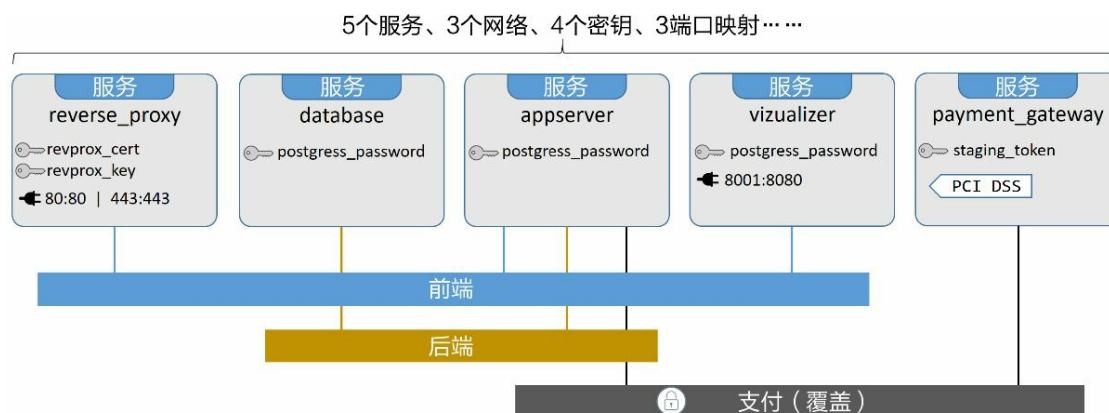 5个服务、3个网络、4个密钥、3端口映射……
服务
reverse_proxy
revprox_cert
revprox_key
80:80 | 443:443
服务
database
postgress_password
服务
appserver
postgress_password
服务
vizualizer
postgress_password
8001:8080
服务
payment_gateway
staging_token
PCI DSS
前端
后端
支付（覆盖）